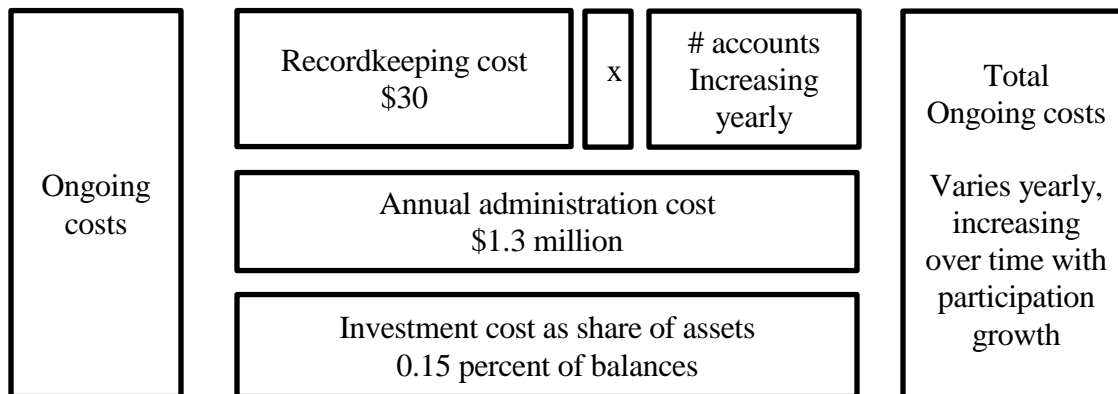 Ongoing
costs
Recordkeeping cost
$30
x
# accounts
Increasing
yearly
Annual administration cost
$1.3 million
Investment cost as share of assets
0.15 percent of balances
Total
Ongoing costs
Varies yearly,
increasing
over time with
participation
growth